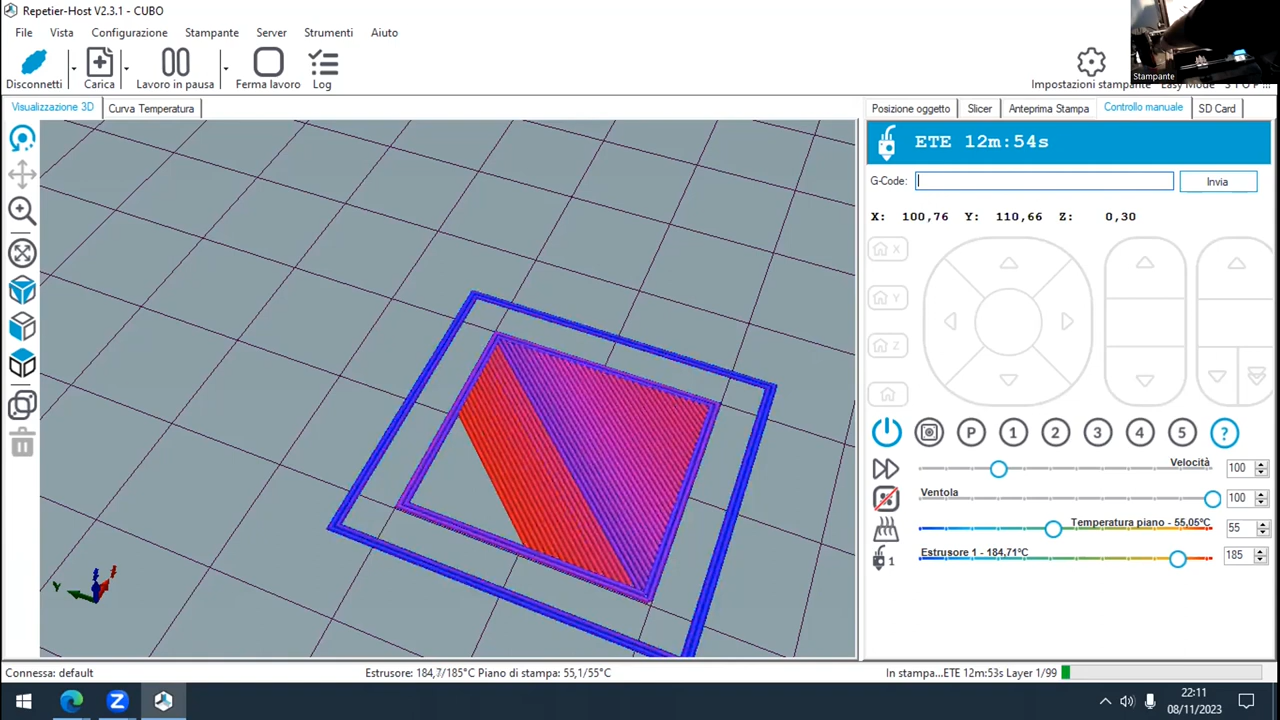 Repetier-Host V2.3.1 - CUBO
File Vista Configurazione Stampante Server Strumenti Aiuto
Disconnetti Carica Lavoro in pausa Ferma lavoro Log Impostazioni stampante Easy Mode
Stampante
Visualizzazione 3D Curva Temperatura
Posizione oggetto Slicer Anteprima Stampa Controllo manuale SD Card
ETE 12m:54s
G-Code: Invia
X: 100,76 Y: 110,66 Z: 0,30
X
Y
Z
P 1 2 3 4 5 ?
Velocità 100
Ventola 100
Temperatura piano - 55,05°C 55
1 Estrusore 1 - 184,71°C 185
Y
Connessa: default Estrusore: 184,7/185°C Piano di stampa: 55,1/55°C In stampa...ETE 12m:53s Layer 1/99
22:11
08/11/2023